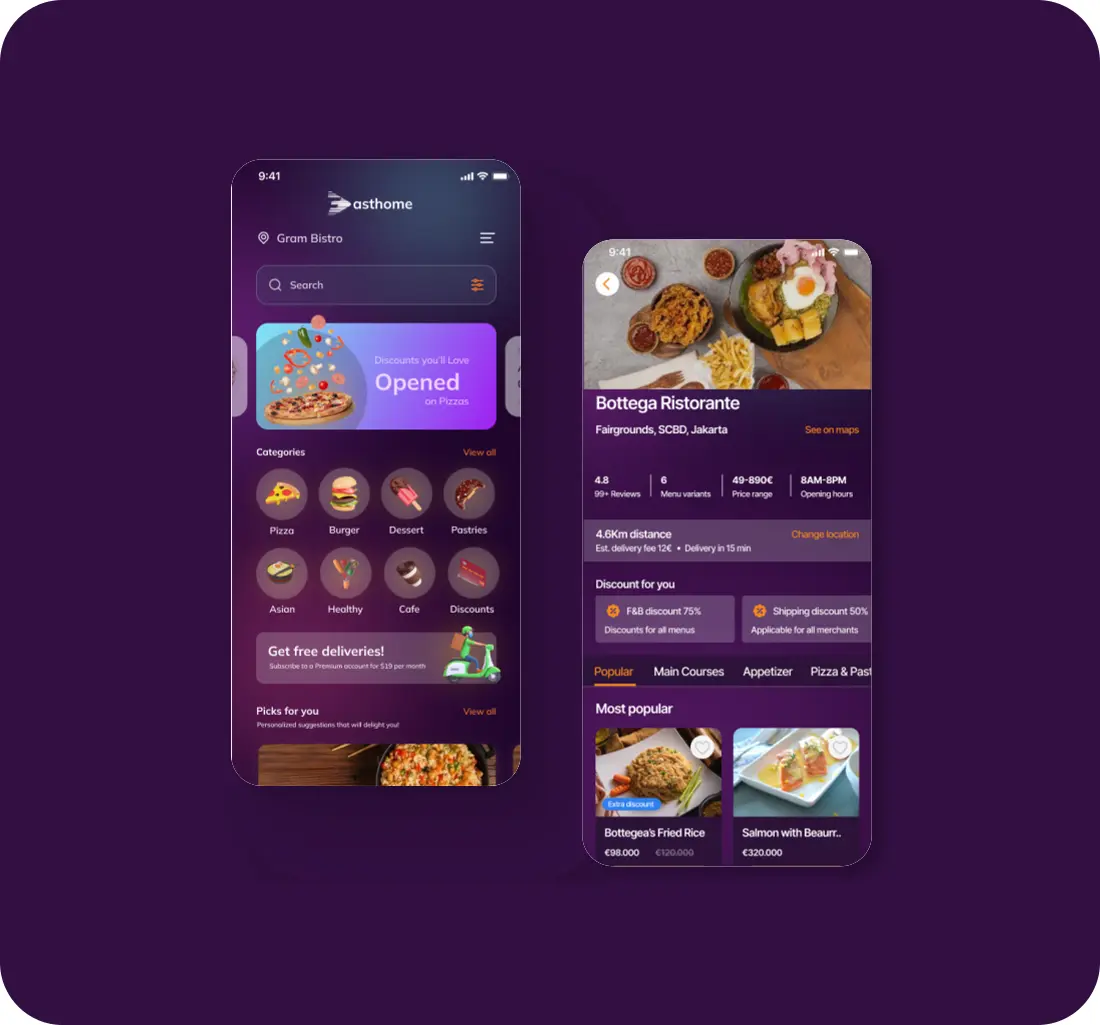 9:41
asthome
Gram Bistro
Search
Discounts you'll Love
Opened
on Pizzas
Categories
View all
Pizza
Burger
Dessert
Pastries
Asian
Healthy
Cafe
Discounts
Get free deliveries!
Subscribe to a Premium account for $19 per month
Picks for you
View all
Personalized suggestions that will delight you!
9:41
Bottega Ristorante
Fairgrounds, SCBD, Jakarta
See on maps
4.8
99+ Reviews
6
Menu variants
49-890€
Price range
8AM-8PM
Opening hours
4.6Km distance
Change location
Est. delivery fee 12€ • Delivery in 15 min
Discount for you
F&B discount 75%
Discounts for all menus
Shipping discount 50%
Applicable for all merchants
Popular
Main Courses
Appetizer
Pizza & Past
Most popular
Extra discount
Bottegea's Fried Rice
€98.000
€120.000
Salmon with Beaurr..
€320.000